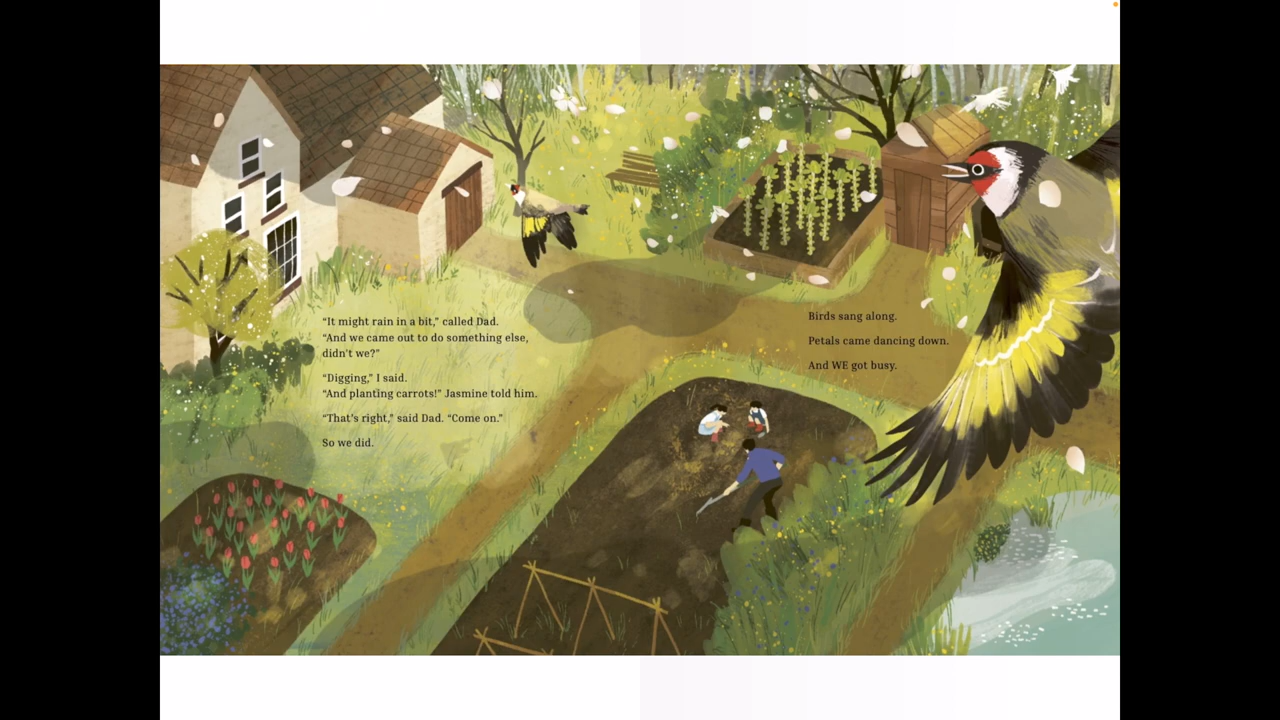 “It might rain in a bit,” called Dad.
“And we came out to do something else,
didn’t we?”
“Digging,” I said.
“And planting carrots!” Jasmine told him.
“That’s right,” said Dad. “Come on.”
So we did.
Birds sang along.
Petals came dancing down.
And WE got busy.